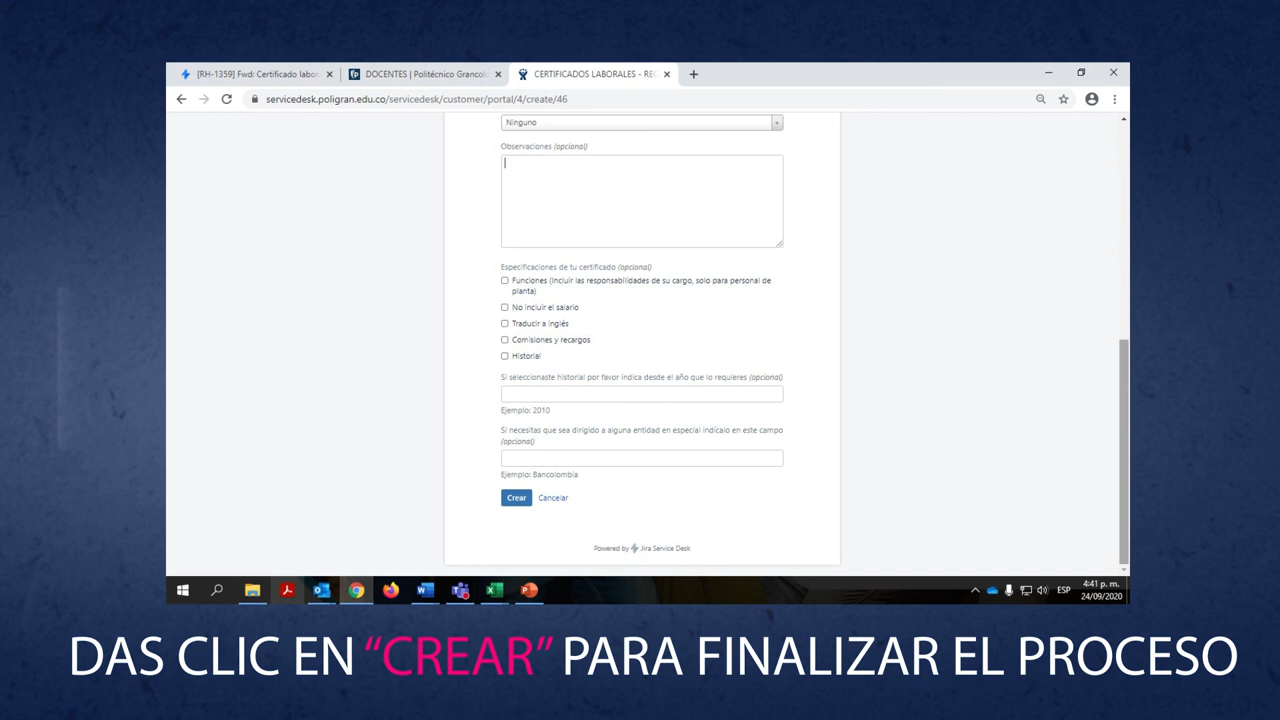 [RH-1359] Fwd: Certificado labor
DOCENTES | Politécnico Grancolo
CERTIFICADOS LABORALES - REC
servicedesk.poligran.edu.co/servicedesk/customer/portal/4/create/46
Ninguno
Observaciones (opcional)
Especificaciones de tu certificado (opcional)
Funciones (Incluir las responsabilidades de su cargo, solo para personal de
planta)
No incluir el salario
Traducir a inglés
Comisiones y recargos
Historial
Si seleccionaste historial por favor indica desde el año que lo requieres (opcional)
Ejemplo: 2010
Si necesitas que sea dirigido a alguna entidad en especial indícalo en este campo
(opcional)
Ejemplo: Bancolombia
Crear Cancelar
Powered by Jira Service Desk
ESP
4:41 p. m.
24/09/2020
DAS CLIC EN “CREAR” PARA FINALIZAR EL PROCESO